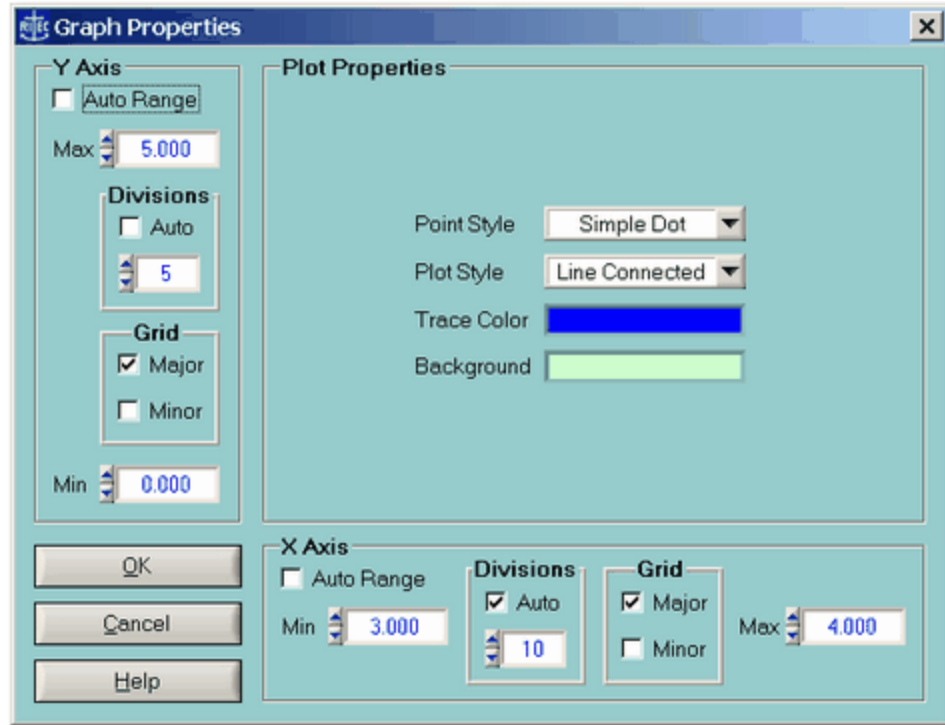 RITEC Graph Properties
Y Axis
Auto Range
Max 5.000
Divisions
Auto
5
Grid
Major
Minor
Min 0.000
Plot Properties
Point Style Simple Dot
Plot Style Line Connected
Trace Color
Background
OK
Cancel
Help
X Axis
Auto Range
Min 3.000
Divisions
Auto
10
Grid
Major
Minor
Max 4.000